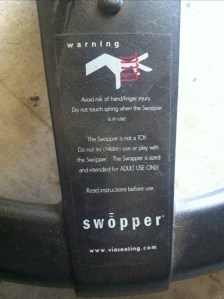 warning
Avoid risk of hand/finger injury.
Do not touch spring when the Swopper
is in use
The Swopper is not a TOY.
Do not let children use or play with
the Swopper. The Swopper is sized
and intended for ADULT USE ONLY
Read instructions before use.
swopper
www.viaseating.com